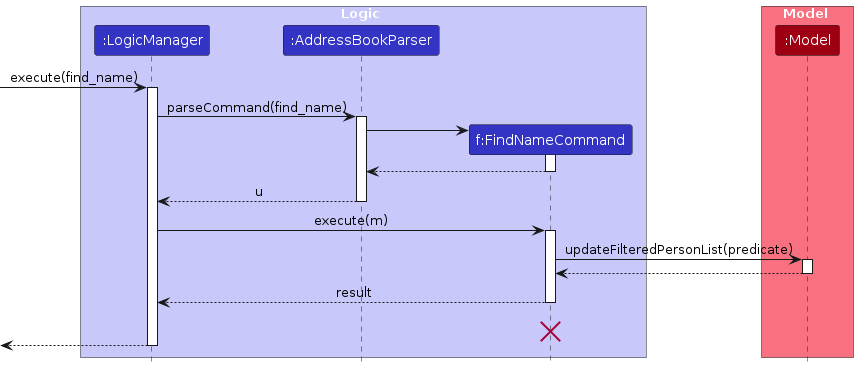 Logic
Model
:LogicManager
:AddressBookParser
:Model
execute(find_name)
parseCommand(find_name)
f:FindNameCommand
u
execute(m)
updateFilteredPersonList(predicate)
result